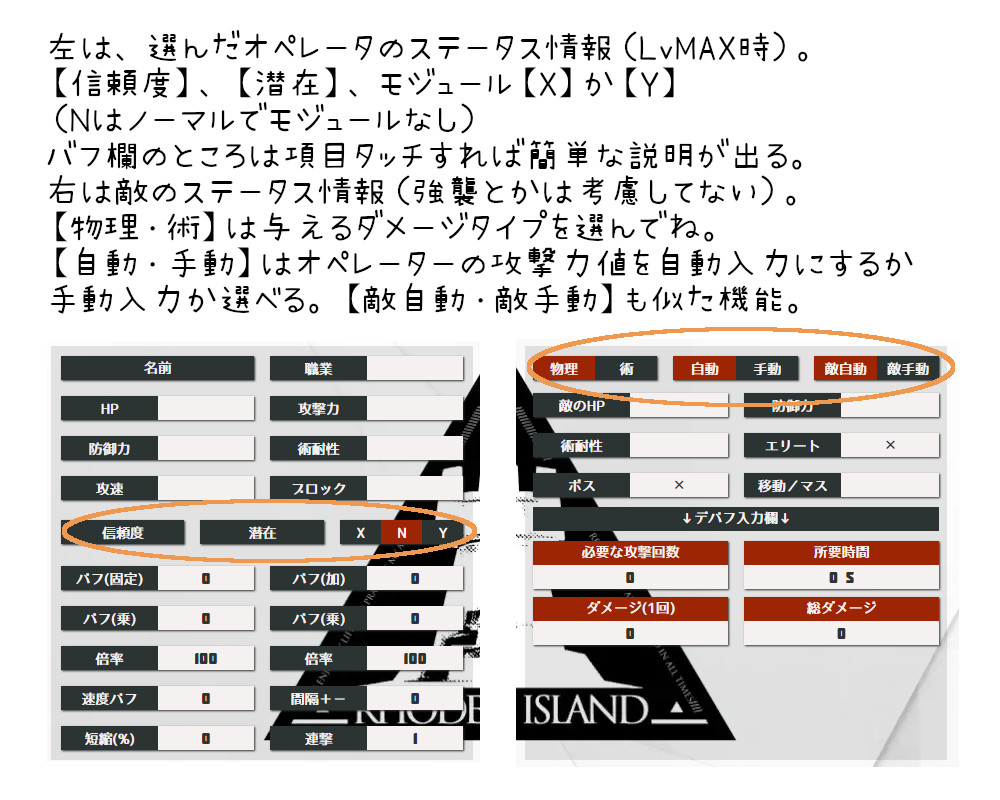 左は、選んだオペレータのステータス情報（LvMAX時）。
【信頼度】、【潜在】、モジュール【X】か【Y】
（Nはノーマルでモジュールなし）
バフ欄のところは項目タッチすれば簡単な説明が出る。
右は敵のステータス情報（強襲とかは考慮してない）。
【物理・術】は与えるダメージタイプを選んでね。
【自動・手動】はオペレーターの攻撃力値を自動入力にするか
手動入力か選べる。【敵自動・敵手動】も似た機能。
名前 職業
HP 攻撃力
防御力 術耐性
攻速 ブロック
信頼度 潜在 X N Y
バフ(固定) 0 バフ(加) 0
バフ(乗) 0 バフ(乗) 0
倍率 100 倍率 100
速度バフ 0 間隔＋－ 0
短縮(%) 0 連撃 1
RHODE
物理 術 自動 手動 敵自動 敵手動
敵のHP 防御力
術耐性 エリート ×
ボス × 移動／マス
↓デバフ入力欄↓
必要な攻撃回数 所要時間
0 0 S
ダメージ(1回) 総ダメージ
0 0
ISLAND